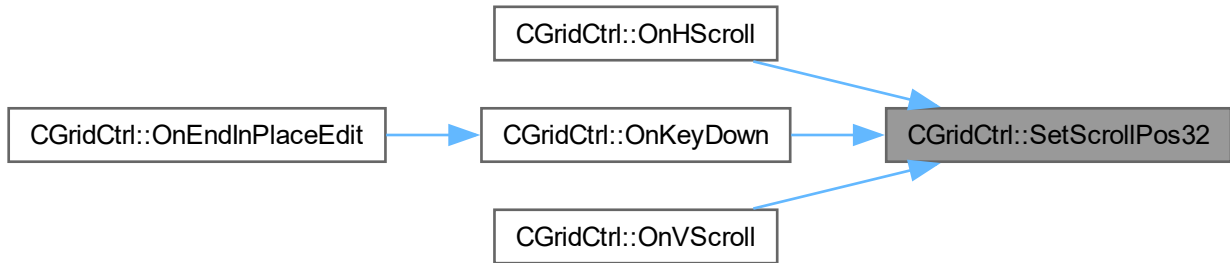 CGridCtrl::OnHScroll
CGridCtrl::OnEndInPlaceEdit
CGridCtrl::OnKeyDown
CGridCtrl::SetScrollPos32
CGridCtrl::OnVScroll